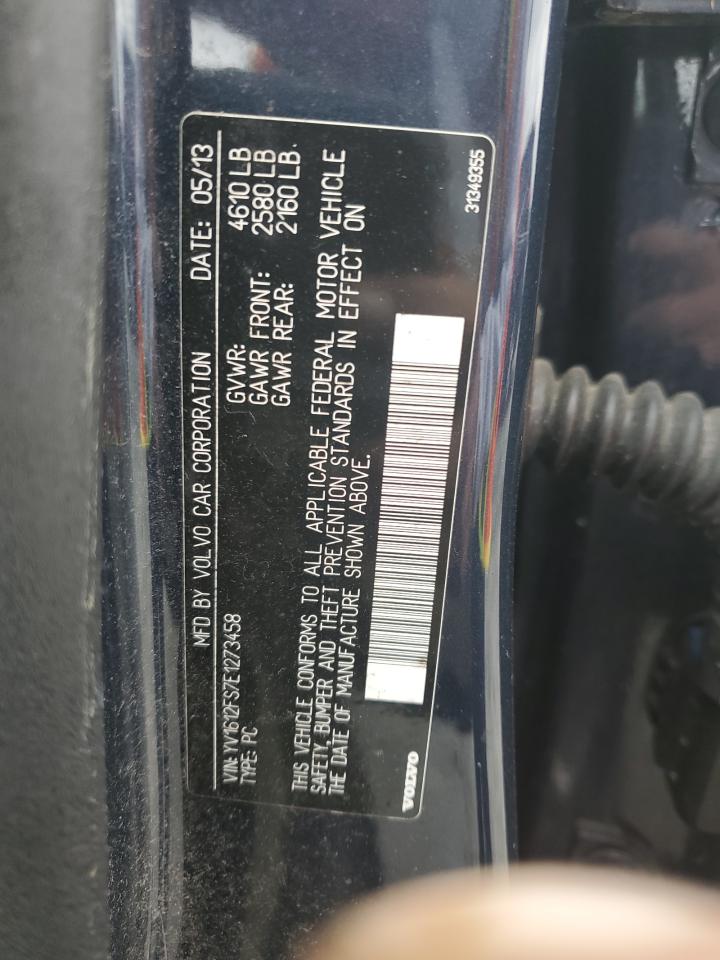 MFD BY VOLVO CAR CORPORATION DATE: 05/13
VIN: YV1612FS7E1273458
TYPE: PC
GVWR: 4610 LB
GAWR FRONT: 2580 LB
GAWR REAR: 2160 LB.
THIS VEHICLE CONFORMS TO ALL APPLICABLE FEDERAL MOTOR VEHICLE
SAFETY, BUMPER AND THEFT PREVENTION STANDARDS IN EFFECT ON
THE DATE OF MANUFACTURE SHOWN ABOVE.
VOLVO
31349355